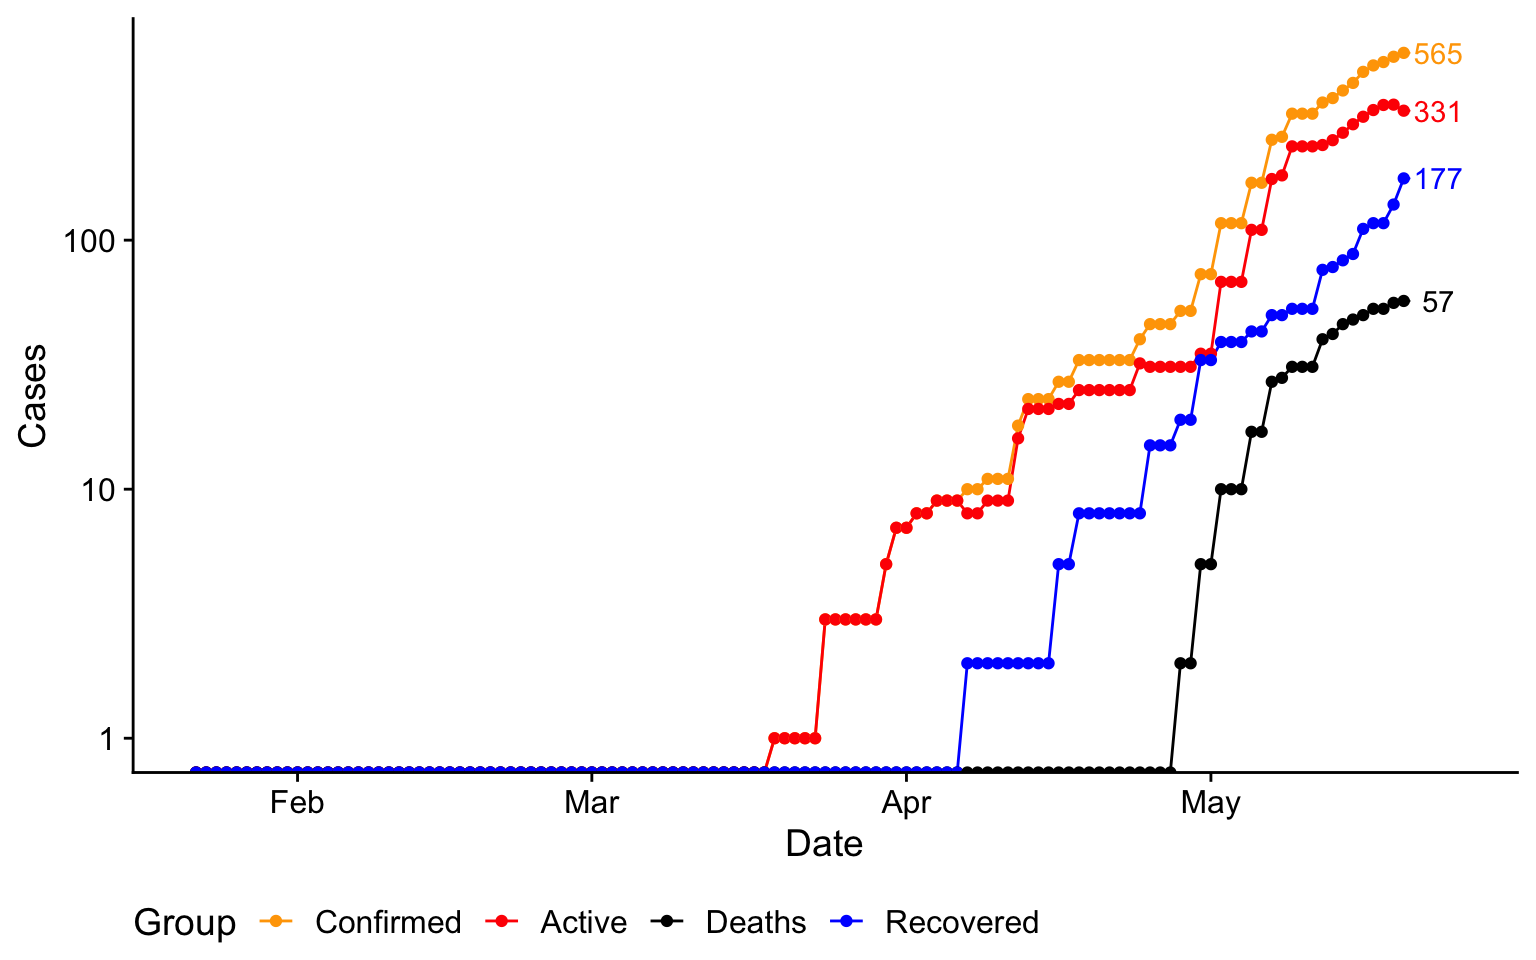 565
331
177
57
100
10
1
Cases
Feb Mar Apr May
Date
Group Confirmed Active Deaths Recovered